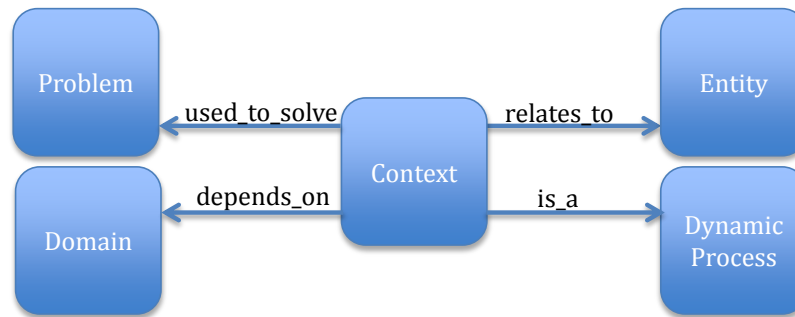 Problem
Entity
used_to_solve
relates_to
Context
depends_on
is_a
Domain
Dynamic
Process